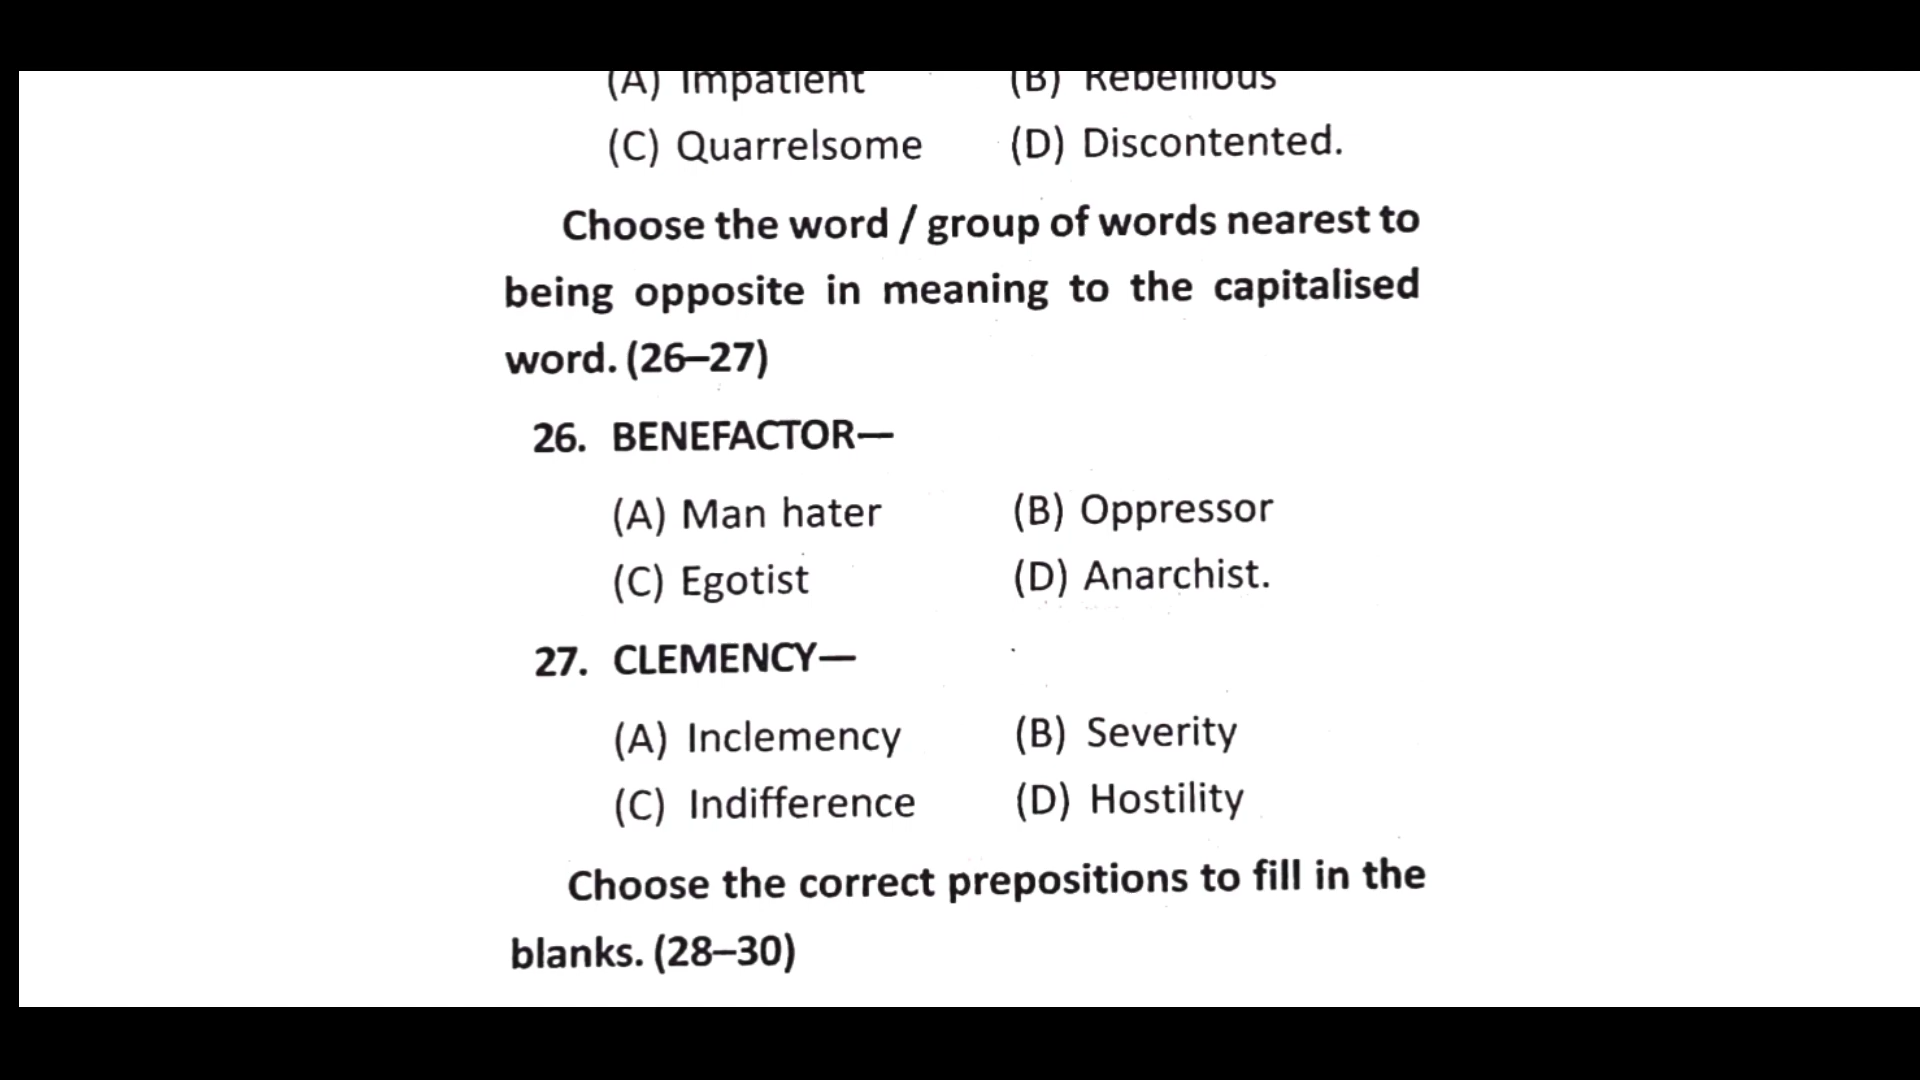 (A) Impatient (B) Rebellious
(C) Quarrelsome (D) Discontented.
Choose the word / group of words nearest to
being opposite in meaning to the capitalised
word. (26–27)
26. BENEFACTOR—
(A) Man hater (B) Oppressor
(C) Egotist (D) Anarchist.
27. CLEMENCY—
(A) Inclemency (B) Severity
(C) Indifference (D) Hostility
Choose the correct prepositions to fill in the
blanks. (28–30)